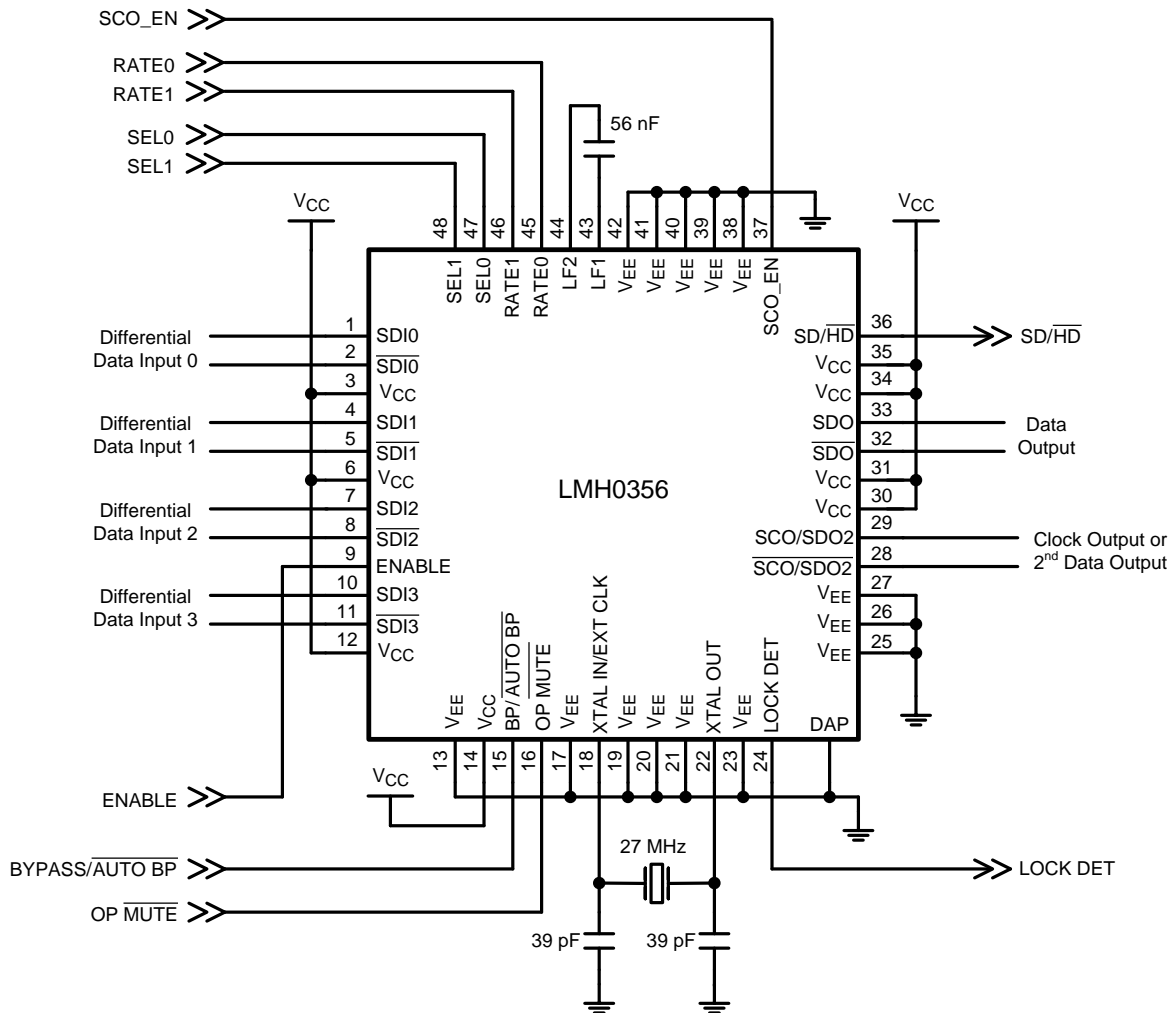 SCO_EN
RATE0
RATE1
SEL0
SEL1
56 nF
VCC
VCC
48
47
46
45
44
43
42
41
40
39
38
37
SEL1
SEL0
RATE1
RATE0
LF2
LF1
VEE
VEE
VEE
VEE
VEE
SCO_EN
Differential
Data Input 0
Differential
Data Input 1
Differential
Data Input 2
Differential
Data Input 3
1 SDI0
2 SDI0
3 VCC
4 SDI1
5 SDI1
6 VCC
7 SDI2
8 SDI2
9 ENABLE
10 SDI3
11 SDI3
12 VCC
LMH0356
SD/HD 36
VCC 35
VCC 34
SDO 33
SDO 32
VCC 31
VCC 30
SCO/SDO2 29
SCO/SDO2 28
VEE 27
VEE 26
VEE 25
SD/HD
Data
Output
Clock Output or
2nd Data Output
VEE
VCC
BP/AUTO BP
OP MUTE
VEE
XTAL IN/EXT CLK
VEE
VEE
VEE
XTAL OUT
VEE
LOCK DET
DAP
13
14
15
16
17
18
19
20
21
22
23
24
VCC
ENABLE
BYPASS/AUTO BP
OP MUTE
27 MHz
39 pF
39 pF
LOCK DET